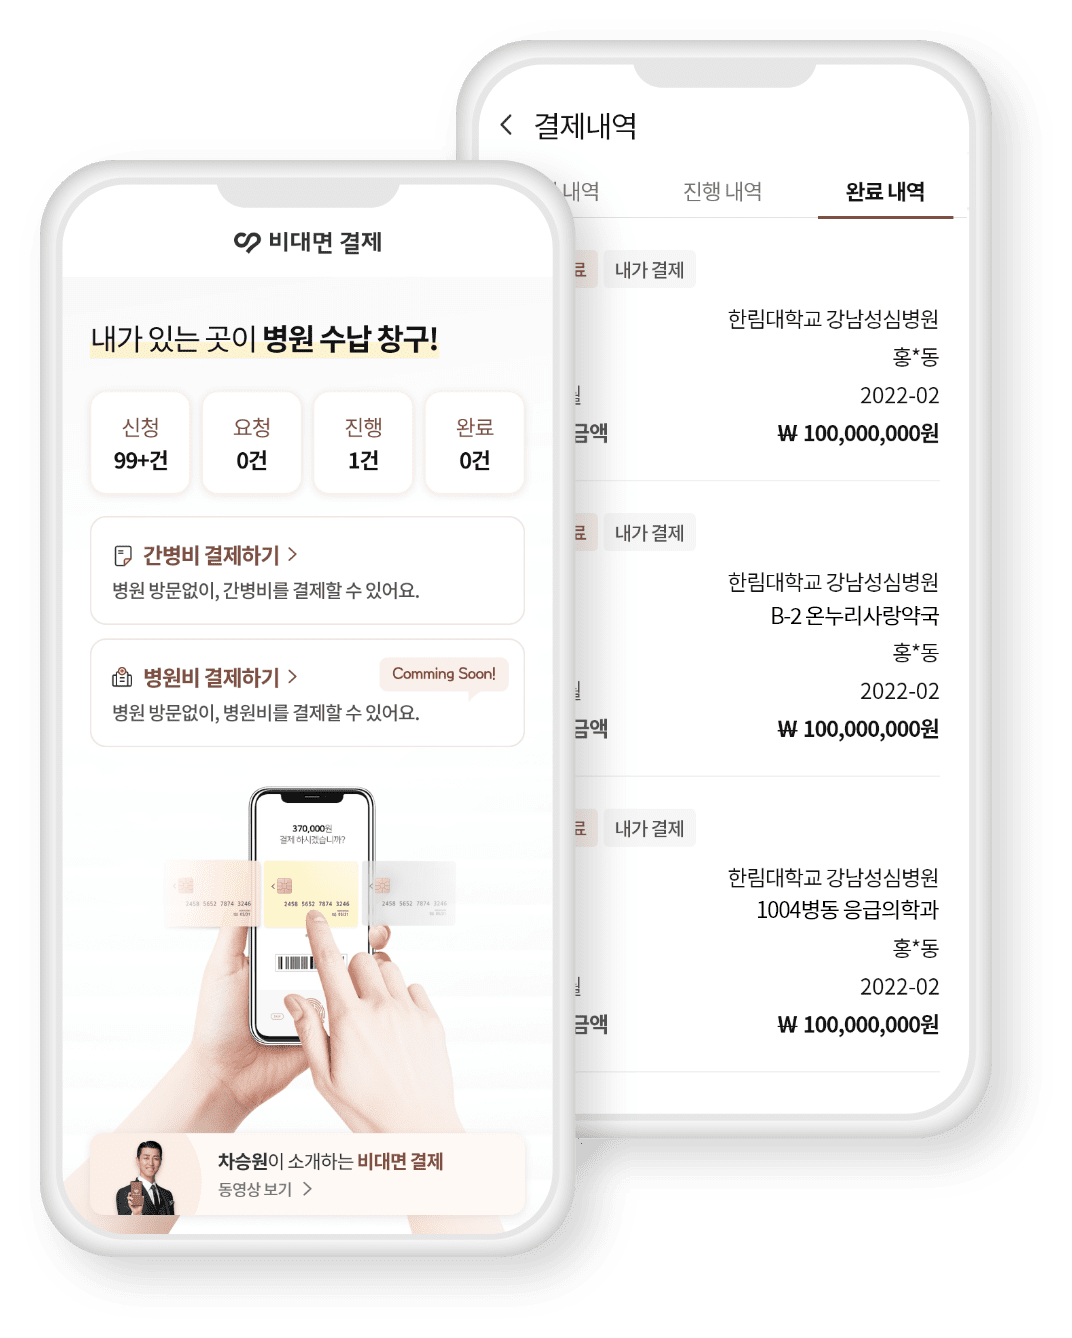 비대면 결제
내가 있는 곳이 병원 수납 창구!
신청
99+건
요청
0건
진행
1건
완료
0건
간병비 결제하기
병원 방문없이, 간병비를 결제할 수 있어요.
병원비 결제하기
Comming Soon!
병원 방문없이, 병원비를 결제할 수 있어요.
370,000원
결제 하시겠습니까?
2458 5652 7874 3246
2458 5652 7874 3246
2458 5652 7874 3246
차승원이 소개하는 비대면 결제
동영상 보기
결제내역
내역
진행 내역
완료 내역
료
내가 결제
한림대학교 강남성심병원
홍*동
2022-02
금액
₩ 100,000,000원
료
내가 결제
한림대학교 강남성심병원
B-2 온누리사랑약국
홍*동
2022-02
금액
₩ 100,000,000원
료
내가 결제
한림대학교 강남성심병원
1004병동 응급의학과
홍*동
2022-02
금액
₩ 100,000,000원